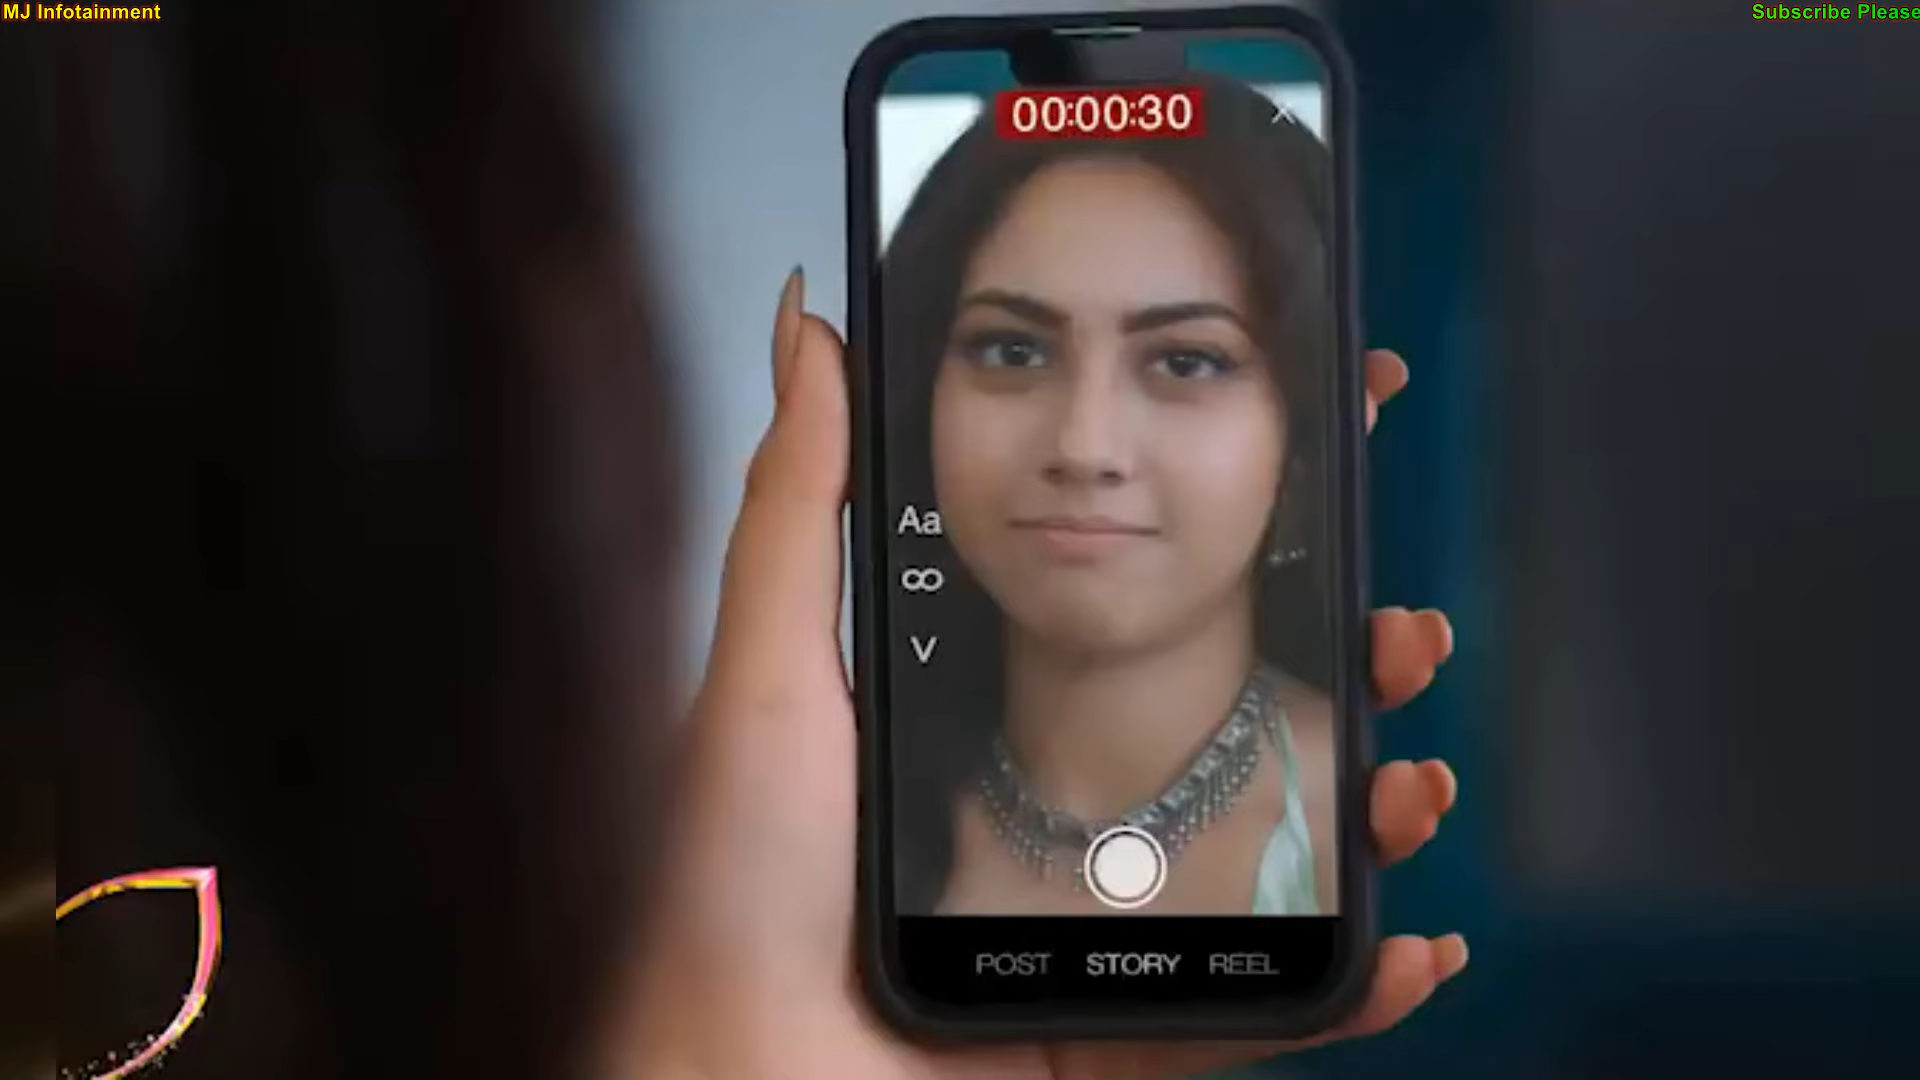 MJ Infotainment
Subscribe Please
00:00:30
Aa
∞
V
POST STORY REEL